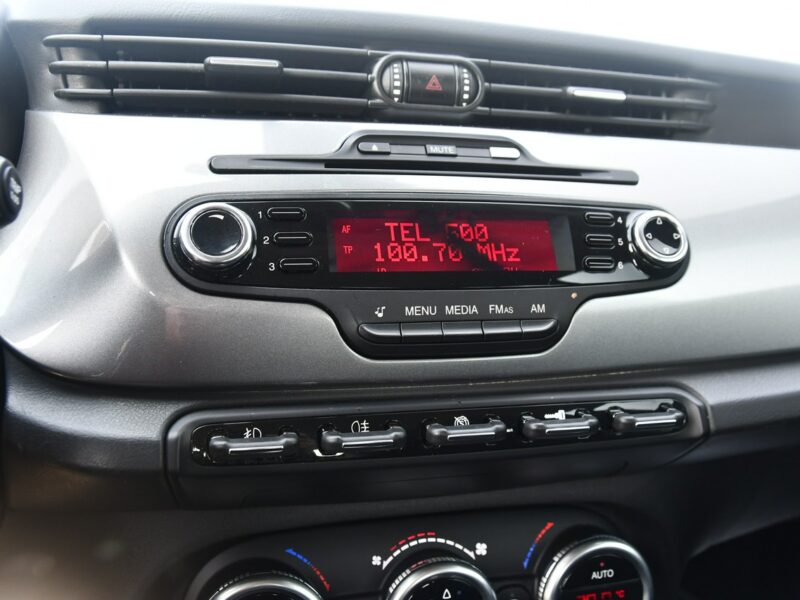 MUTE
1 4
AF TEL 500
2 5
TP 100.70 MHz
3 6
MENU MEDIA FMAS AM
AUTO